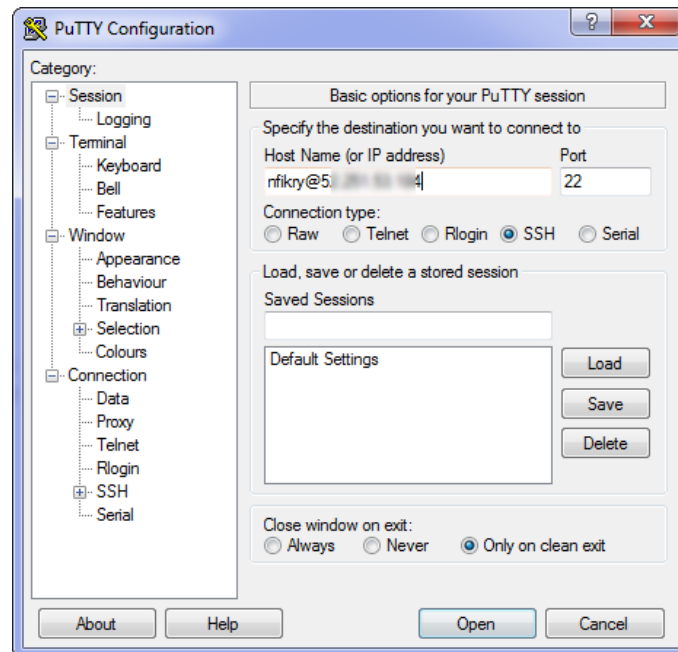 PuTTY Configuration
?
X
Category:
Session
Logging
Terminal
Keyboard
Bell
Features
Window
Appearance
Behaviour
Translation
Selection
Colours
Connection
Data
Proxy
Telnet
Rlogin
SSH
Serial
Basic options for your PuTTY session
Specify the destination you want to connect to
Host Name (or IP address) Port
nfikry@5 22
Connection type:
Raw Telnet Rlogin SSH Serial
Load, save or delete a stored session
Saved Sessions
Default Settings
Load
Save
Delete
Close window on exit:
Always Never Only on clean exit
About Help Open Cancel